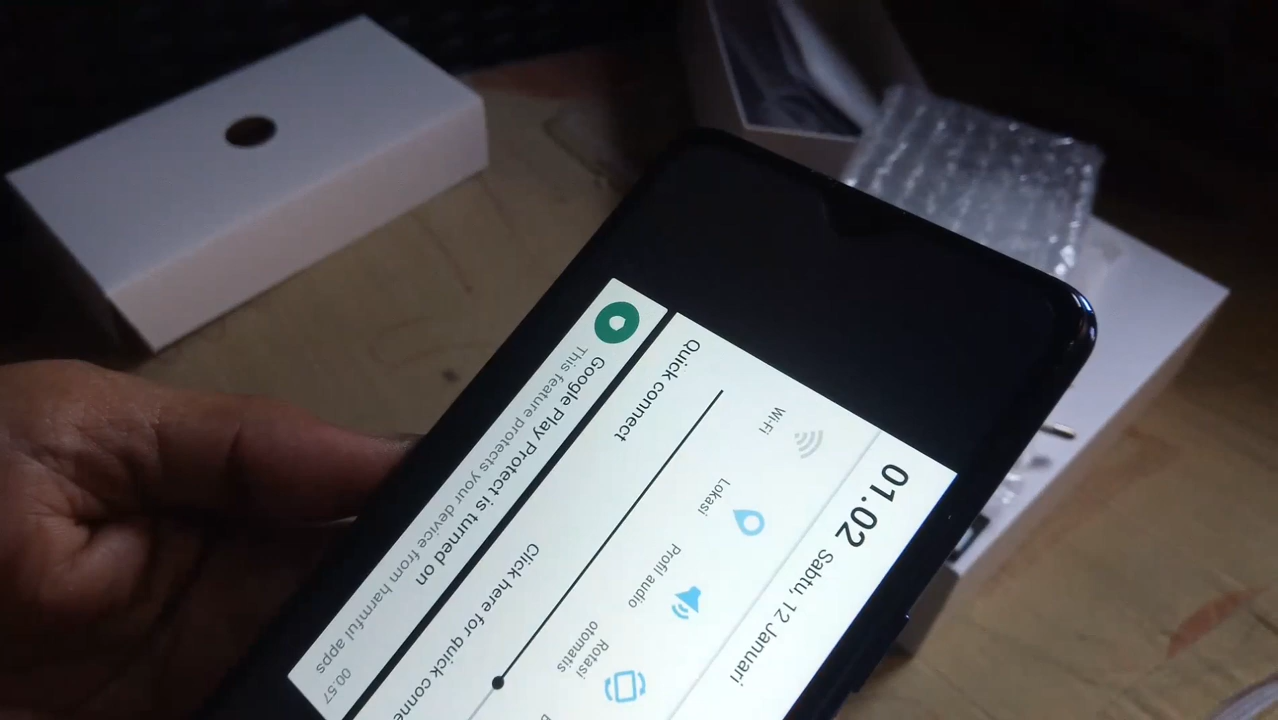 01.02 Sabtu, 12 Januari
Wi-Fi
Lokasi
Profil audio
Rotasi
otomatis
Quick connect
Click here for quick conne
Google Play Protect is turned on
00.57
This feature protects your device from harmful apps